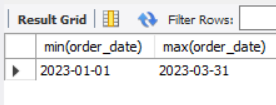 Result Grid Filter Rows:
min(order_date) max(order_date)
2023-01-01 2023-03-31